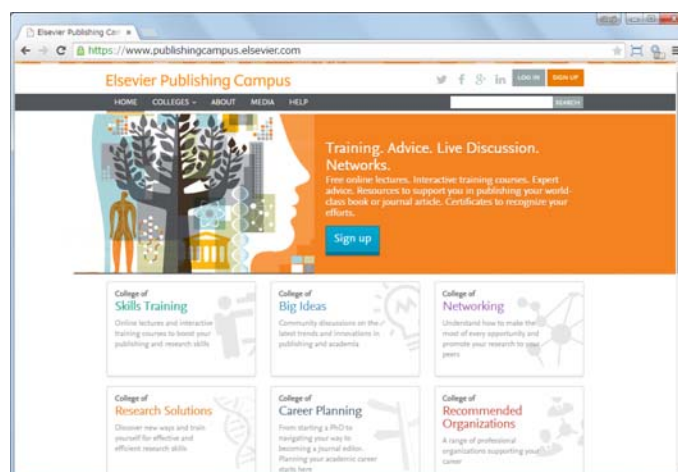 Elsevier Publishing Can
https://www.publishingcampus.elsevier.com
Elsevier Publishing Campus
LOG IN
SIGN UP
HOME COLLEGES ABOUT MEDIA HELP
SEARCH
Training. Advice. Live Discussion.
Networks.
Free online lectures. Interactive training courses. Expert
advice. Resources to support you in publishing your world-
class book or journal article. Certificates to recognize your
efforts.
Sign up
College of
Skills Training
Online lectures and interactive
training courses to boost your
publishing and research skills
College of
Big Ideas
Community discussions on the
latest trends and innovations in
publishing and academia
College of
Networking
Understand how to make the
most of every opportunity and
promote your research to your
peers
College of
Research Solutions
Discover new ways and train
yourself for effective and
efficient research skills
College of
Career Planning
From starting a PhD to
navigating your way to
becoming a journal editor.
Planning your academic career
starts here
College of
Recommended
Organizations
A range of professional
organizations supporting your
career